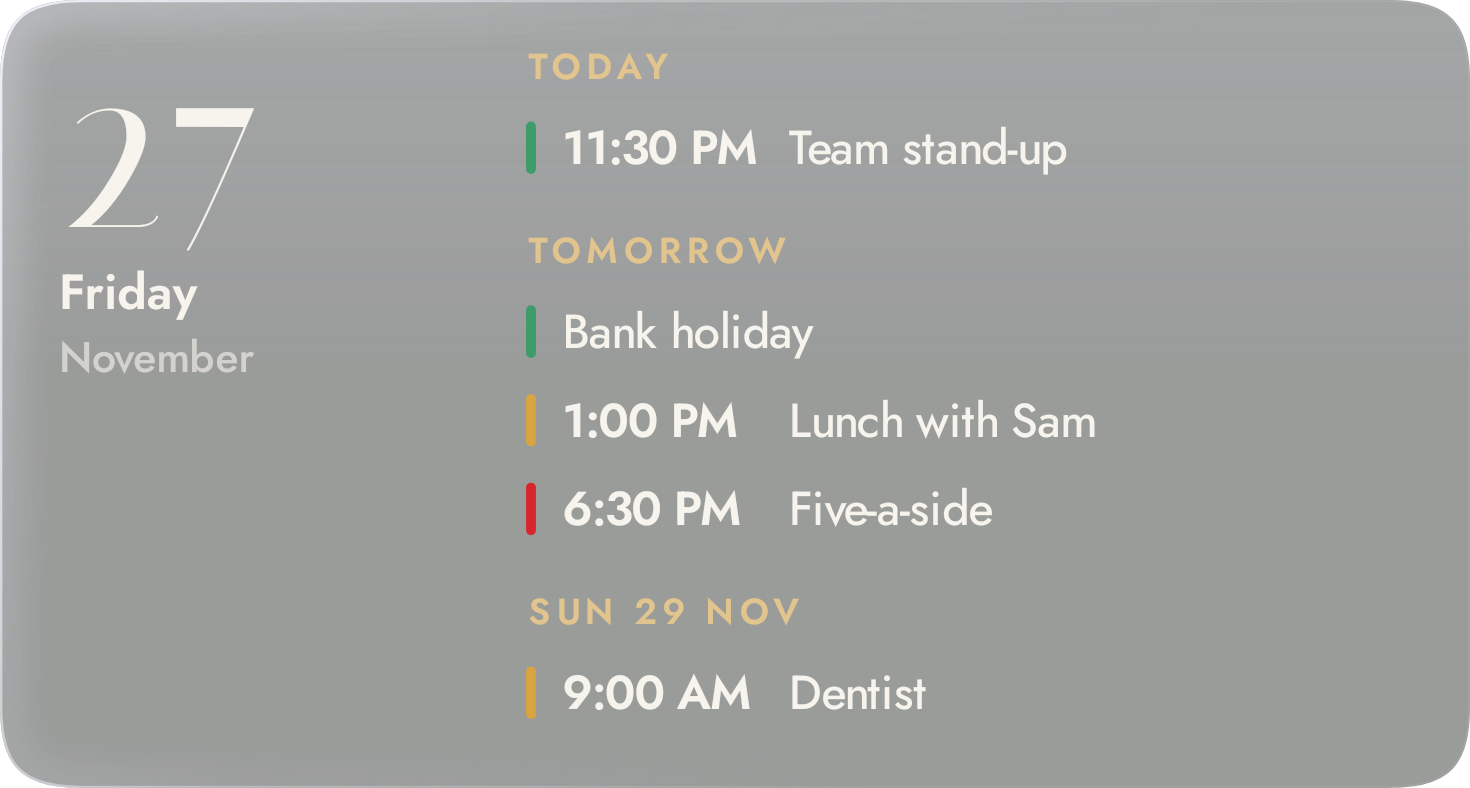 27
Friday
November
TODAY
11:30 PM Team stand-up
TOMORROW
Bank holiday
1:00 PM Lunch with Sam
6:30 PM Five-a-side
SUN 29 NOV
9:00 AM Dentist